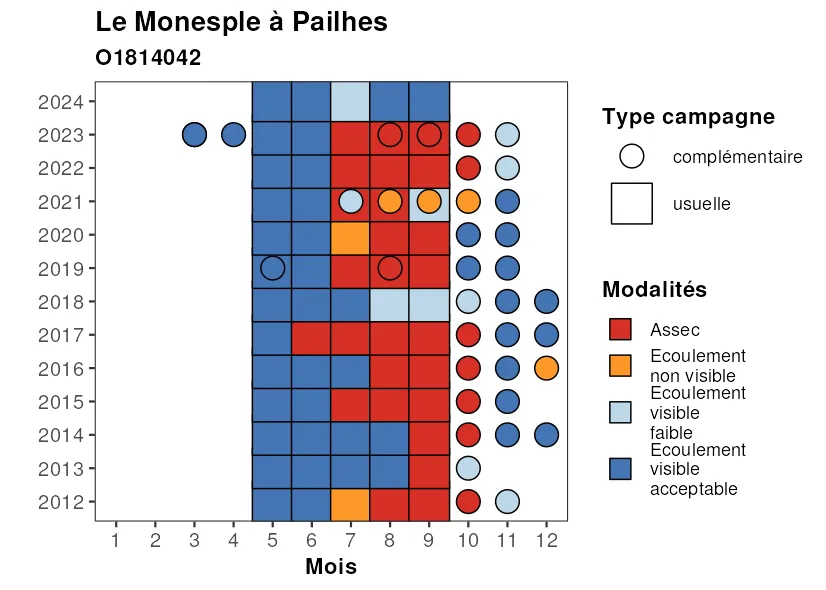 Le Monesple à Pailhes
O1814042
2024
2023
2022
2021
2020
2019
2018
2017
2016
2015
2014
2013
2012
1 2 3 4 5 6 7 8 9 10 11 12
Mois
Type campagne
complémentaire
usuelle
Modalités
Assec
Ecoulement
non visible
Ecoulement
visible
faible
Ecoulement
visible
acceptable